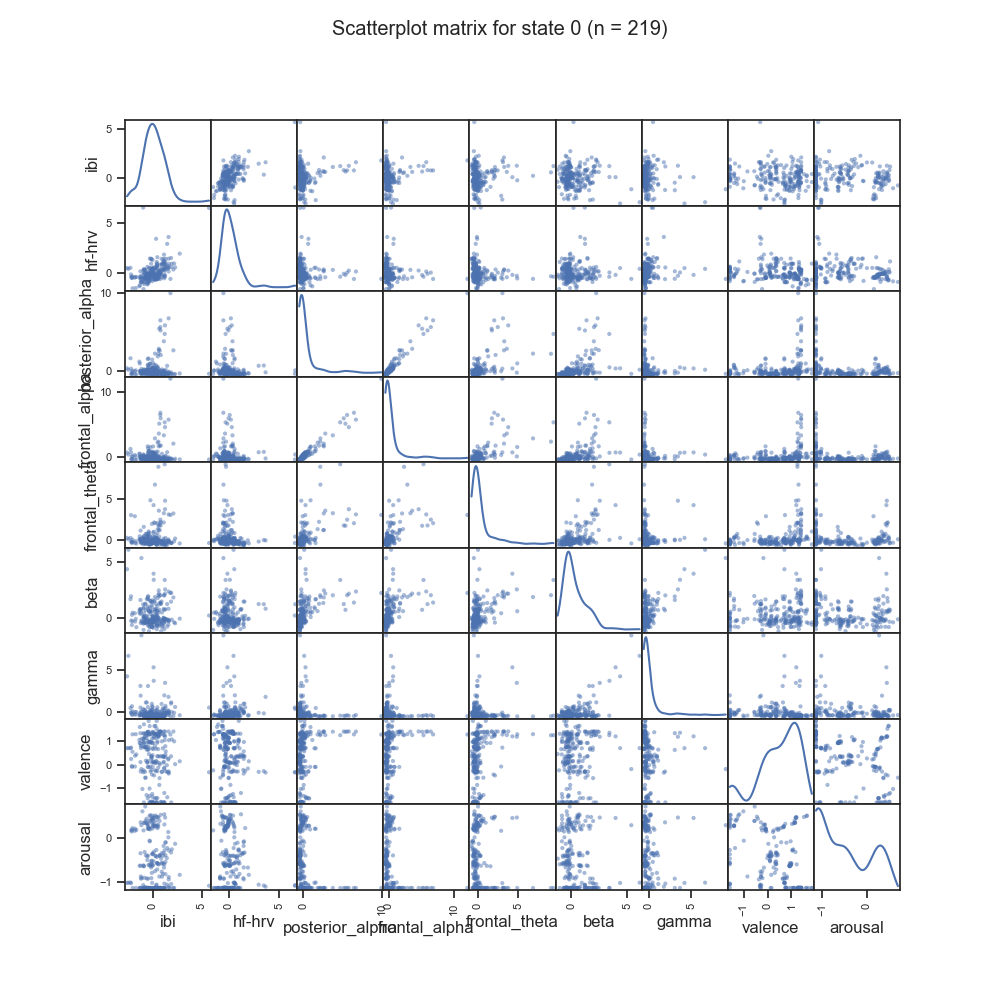 Scatterplot matrix for state 0 (n = 219)
ibi
5
0
hf-hrv
5
0
posterior_alpha
10
0
frontal_alpha
10
0
frontal_theta
5
0
beta
5
0
gamma
5
0
valence
1
0
−1
arousal
0
−1
0 5 0 5 0 10 0 10 0 5 0 5 0 5 −1 0 1 −1 0
ibi hf-hrv posterior_alpha frontal_alpha frontal_theta beta gamma valence arousal